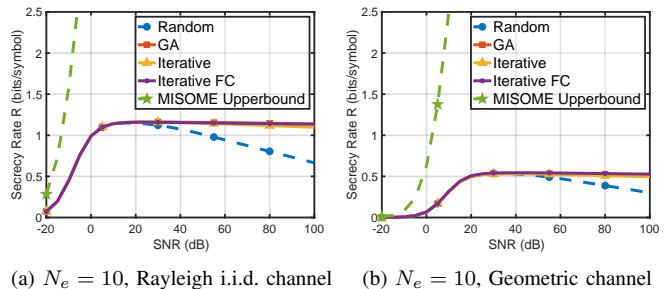 2.5
2
1.5
1
0.5
0
Secrecy Rate R (bits/symbol)
-20 0 20 40 60 80 100
SNR (dB)
Random
GA
Iterative
Iterative FC
MISOME Upperbound
(a) Nₑ = 10, Rayleigh i.i.d. channel
2.5
2
1.5
1
0.5
0
Secrecy Rate R (bits/symbol)
-20 0 20 40 60 80 100
SNR (dB)
Random
GA
Iterative
Iterative FC
MISOME Upperbound
(b) Nₑ = 10, Geometric channel